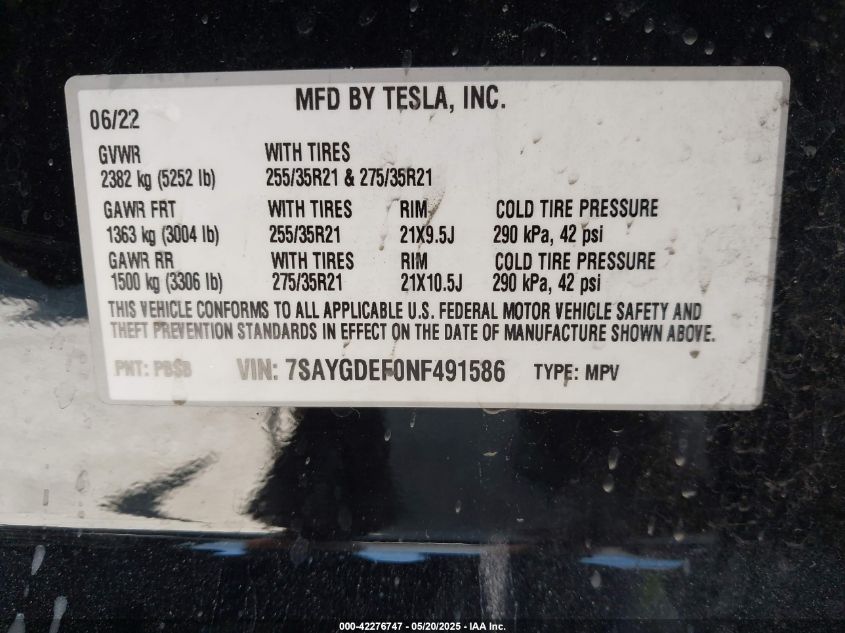 MFD BY TESLA, INC.
06/22
GVWR WITH TIRES
2382 kg (5252 lb) 255/35R21 & 275/35R21
GAWR FRT WITH TIRES RIM COLD TIRE PRESSURE
1363 kg (3004 lb) 255/35R21 21X9.5J 290 kPa, 42 psi
GAWR RR WITH TIRES RIM COLD TIRE PRESSURE
1500 kg (3306 lb) 275/35R21 21X10.5J 290 kPa, 42 psi
THIS VEHICLE CONFORMS TO ALL APPLICABLE U.S. FEDERAL MOTOR VEHICLE SAFETY AND
THEFT PREVENTION STANDARDS IN EFFECT ON THE DATE OF MANUFACTURE SHOWN ABOVE.
PNT: PBSB VIN: 7SAYGDEF0NF491586 TYPE: MPV
000-42276747 — 05/20/2025 — IAA Inc.